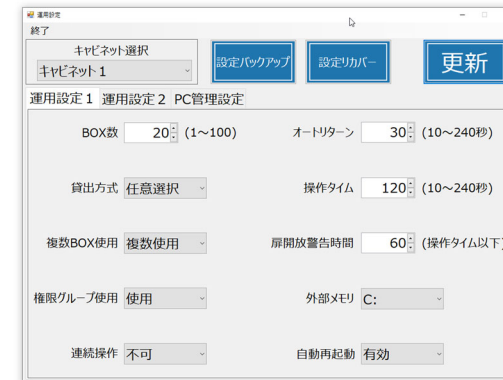 運用設定
終了
キャビネット選択
キャビネット 1
設定バックアップ
設定リカバー
更新
運用設定 1 運用設定 2 PC管理設定
BOX数 20 (1~100) オートリターン 30 (10~240秒)
貸出方式 任意選択 操作タイム 120 (10~240秒)
複数BOX使用 複数使用 扉開放警告時間 60 (操作タイム以下)
権限グループ使用 使用 外部メモリ C:
連続操作 不可 自動再起動 有効